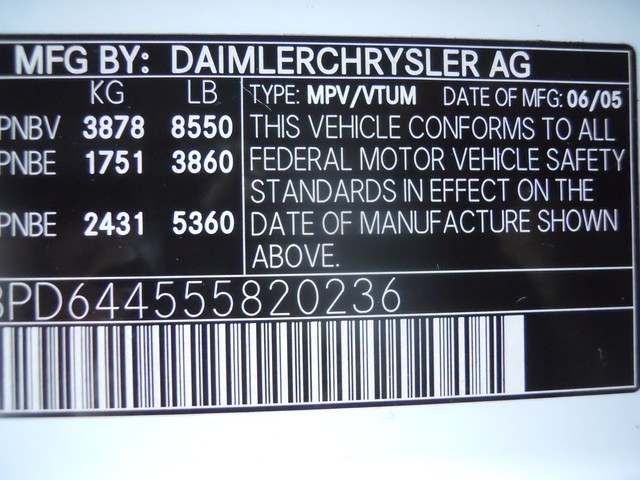 MFG BY: DAIMLERCHRYSLER AG
KG LB
PNBV 3878 8550
PNBE 1751 3860
PNBE 2431 5360
TYPE: MPV/VTUM DATE OF MFG: 06/05
THIS VEHICLE CONFORMS TO ALL
FEDERAL MOTOR VEHICLE SAFETY
STANDARDS IN EFFECT ON THE
DATE OF MANUFACTURE SHOWN
ABOVE.
PD644555820236